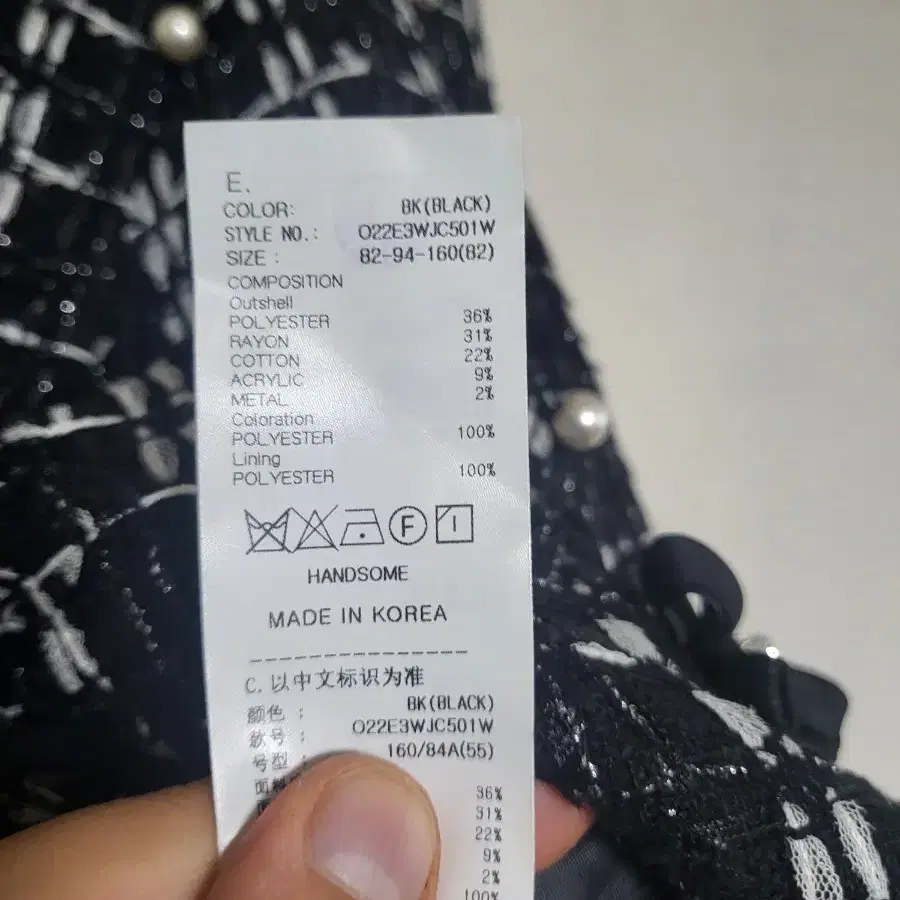 E.
COLOR: BK(BLACK)
STYLE NO.: O22E3WJC501W
SIZE : 82-94-160(82)
COMPOSITION
Outshell
POLYESTER 36%
RAYON 31%
COTTON 22%
ACRYLIC 9%
METAL 2%
Coloration
POLYESTER 100%
Lining
POLYESTER 100%
F I
HANDSOME
MADE IN KOREA
C. 以中文标识为准
颜色 : BK(BLACK)
款号 : O22E3WJC501W
号型 : 160/84A(55)
36%
31%
22%
9%
2%
100%